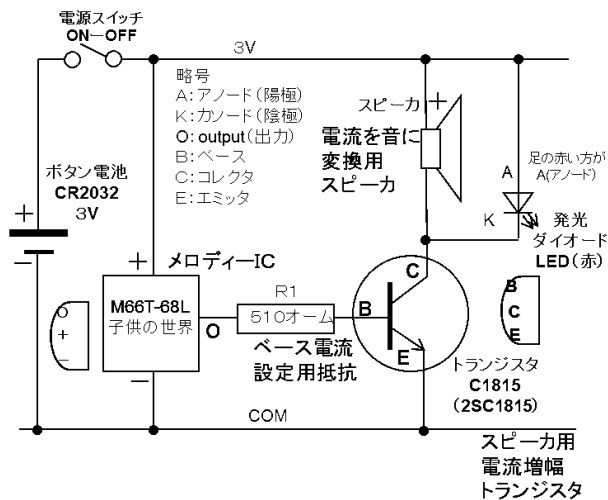 電源スイッチ
ON－OFF
3V
略号
A:アノード(陽極)
K:カソード(陰極)
O:output(出力)
B:ベース
C:コレクタ
E:エミッタ
スピーカ
+
電流を音に
変換用
スピーカ
足の赤い方が
A(アノード)
A
K
発光
ダイオード
LED(赤)
ボタン電池
CR2032
3V
+
－
+
メロディーIC
M66T-68L
子供の世界
O
+
－
O
－
R1
510オーム
ベース電流
設定用抵抗
B
C
E
B
C
E
トランジスタ
C1815
(2SC1815)
COM
スピーカ用
電流増幅
トランジスタ